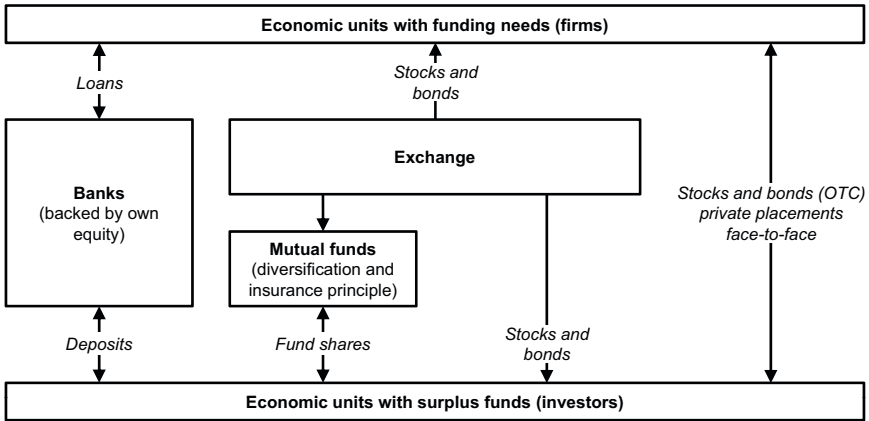 Economic units with funding needs (firms)
Loans
Stocks and
bonds
Exchange
Banks
(backed by own
equity)
Stocks and bonds (OTC)
private placements
face-to-face
Mutual funds
(diversification and
insurance principle)
Deposits
Fund shares
Stocks and
bonds
Economic units with surplus funds (investors)